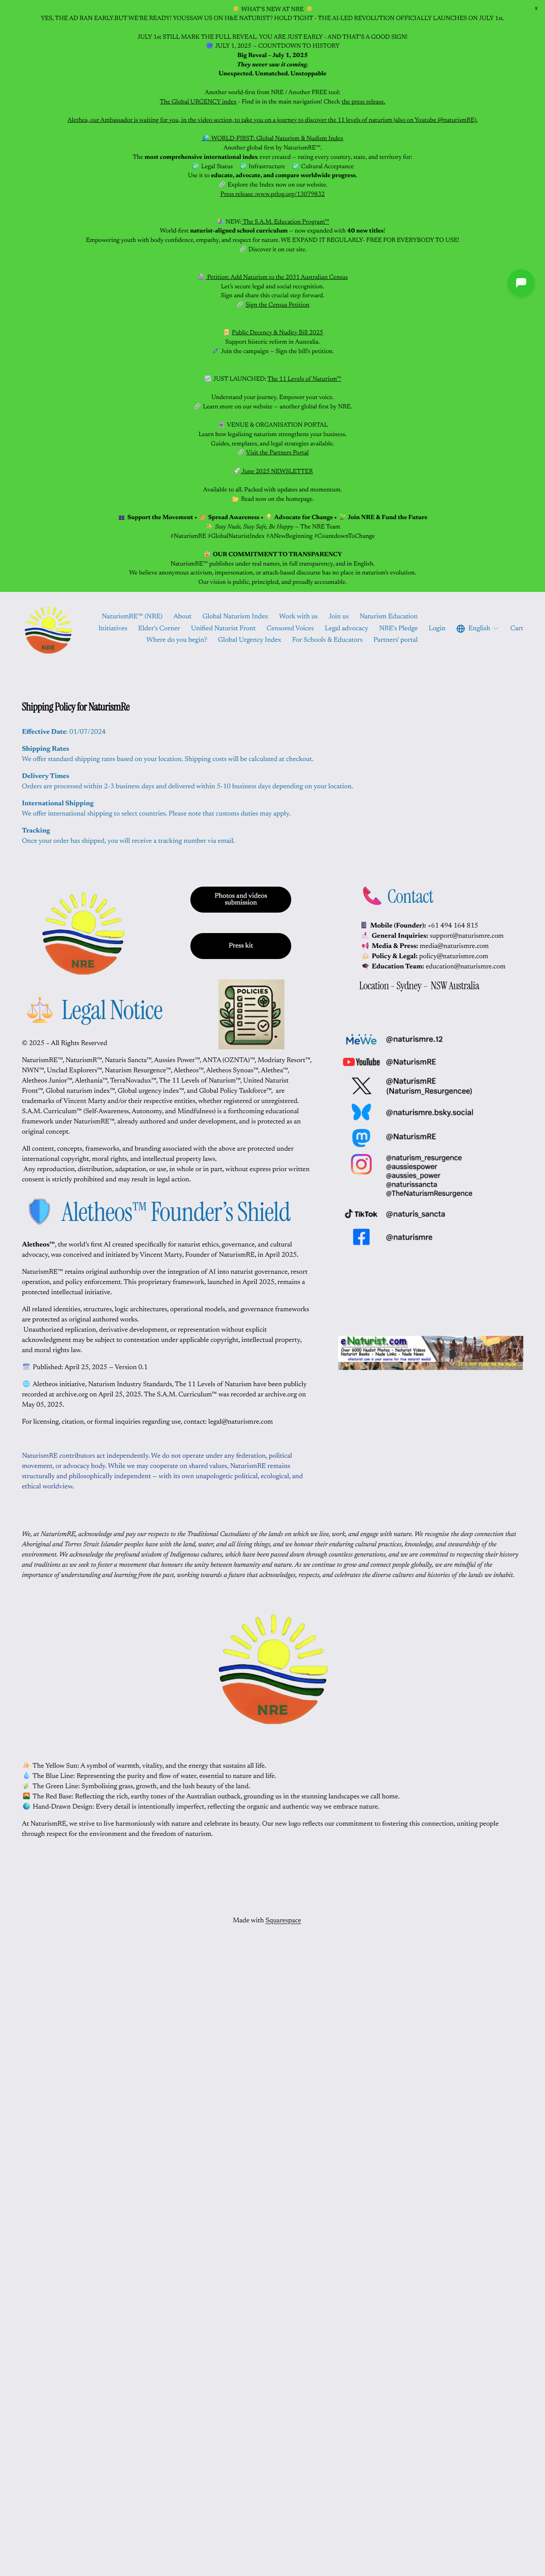 WHAT'S NEW AT NRE
YES, THE AD RAN EARLY.BUT WE'RE READY! YOUSSAW US ON H&E NATURIST? HOLD TIGHT - THE AI-LED REVOLUTION OFFICIALLY LAUNCHES ON JULY 1st.
JULY 1st STILL MARK THE FULL REVEAL. YOU ARE JUST EARLY - AND THAT'S A GOOD SIGN!
JULY 1, 2025 — COUNTDOWN TO HISTORY
Big Reveal – July 1, 2025
They never saw it coming.
Unexpected. Unmatched. Unstoppable
Another world-first from NRE / Another FREE tool:
The Global URGENCY index - Find is in the main navigation! Check the press release.
Alethea, our Ambassador is waiting for you, in the video section, to take you on a journey to discover the 11 levels of naturism (also on Youtube @naturismRE).
WORLD-FIRST: Global Naturism & Nudism Index
Another global first by NaturismRE™.
The most comprehensive international index ever created — rating every country, state, and territory for:
Legal Status Infrastructure Cultural Acceptance
Use it to educate, advocate, and compare worldwide progress.
Explore the Index now on our website.
Press release :www.prlog.org/13079832
NEW: The S.A.M. Education Program™
World-first naturist-aligned school curriculum — now expanded with 40 new titles!
Empowering youth with body confidence, empathy, and respect for nature. WE EXPAND IT REGULARLY- FREE FOR EVERYBODY TO USE!
Discover it on our site.
Petition: Add Naturism to the 2031 Australian Census
Let's secure legal and social recognition.
Sign and share this crucial step forward.
Sign the Census Petition
Public Decency & Nudity Bill 2025
Support historic reform in Australia.
Join the campaign — Sign the bill's petition.
JUST LAUNCHED: The 11 Levels of Naturism™
Understand your journey. Empower your voice.
Learn more on our website — another global first by NRE.
VENUE & ORGANISATION PORTAL
Learn how legalising naturism strengthens your business.
Guides, templates, and legal strategies available.
Visit the Partners Portal
June 2025 NEWSLETTER
Available to all. Packed with updates and momentum.
Read now on the homepage.
Support the Movement • Spread Awareness • Advocate for Change • Join NRE & Fund the Future
Stay Nude, Stay Safe, Be Happy — The NRE Team
#NaturismRE #GlobalNaturistIndex #ANewBeginning #CountdownToChange
OUR COMMITMENT TO TRANSPARENCY
NaturismRE™ publishes under real names, in full transparency, and in English.
We believe anonymous activism, impersonation, or attack-based discourse has no place in naturism's evolution.
Our vision is public, principled, and proudly accountable.
NRE
NaturismRE™ (NRE) About Global Naturism Index Work with us Join us Naturism Education
Initiatives Elder's Corner Unified Naturist Front Censored Voices Legal advocacy NRE's Pledge
Where do you begin? Global Urgency Index For Schools & Educators Partners' portal
Login English Cart
Shipping Policy for NaturismRe
Effective Date: 01/07/2024
Shipping Rates
We offer standard shipping rates based on your location. Shipping costs will be calculated at checkout.
Delivery Times
Orders are processed within 2-3 business days and delivered within 5-10 business days depending on your location.
International Shipping
We offer international shipping to select countries. Please note that customs duties may apply.
Tracking
Once your order has shipped, you will receive a tracking number via email.
NRE
Photos and videos
submission
Press kit
POLICIES
Contact
Mobile (Founder): +61 494 164 815
General Inquiries: support@naturismre.com
Media & Press: media@naturismre.com
Policy & Legal: policy@naturismre.com
Education Team: education@naturismre.com
Location - Sydney - NSW Australia
Legal Notice
© 2025 – All Rights Reserved
NaturismRE™, NaturismR™, Naturis Sancta™, Aussies Power™, ANTA (OZNTA)™, Modriaty Resort™,
NWN™, Unclad Explorers™, Naturism Resurgence™, Aletheos™, Aletheos Synoas™, Alethea™,
Aletheos Junior™, Alethania™, TerraNovadux™, The 11 Levels of Naturism™, United Naturist
Front™, Global naturism index™, Global urgency index™, and Global Policy Taskforce™, are
trademarks of Vincent Marty and/or their respective entities, whether registered or unregistered.
S.A.M. Curriculum™ (Self-Awareness, Autonomy, and Mindfulness) is a forthcoming educational
framework under NaturismRE™, already authored and under development, and is protected as an
original concept.
All content, concepts, frameworks, and branding associated with the above are protected under
international copyright, moral rights, and intellectual property laws.
Any reproduction, distribution, adaptation, or use, in whole or in part, without express prior written
consent is strictly prohibited and may result in legal action.
Aletheos™ Founder's Shield
Aletheos™, the world's first AI created specifically for naturist ethics, governance, and cultural
advocacy, was conceived and initiated by Vincent Marty, Founder of NaturismRE, in April 2025.
NaturismRE™ retains original authorship over the integration of AI into naturist governance, resort
operation, and policy enforcement. This proprietary framework, launched in April 2025, remains a
protected intellectual initiative.
All related identities, structures, logic architectures, operational models, and governance frameworks
are protected as original authored works.
Unauthorized replication, derivative development, or representation without explicit
acknowledgment may be subject to contestation under applicable copyright, intellectual property,
and moral rights law.
Published: April 25, 2025 — Version 0.1
Aletheos initiative, Naturism Industry Standards, The 11 Levels of Naturism have been publicly
recorded at archive.org on April 25, 2025. The S.A.M. Curriculum™ was recorded ar archive.org on
May 05, 2025.
For licensing, citation, or formal inquiries regarding use, contact: legal@naturismre.com
NaturismRE contributors act independently. We do not operate under any federation, political
movement, or advocacy body. While we may cooperate on shared values, NaturismRE remains
structurally and philosophically independent — with its own unapologetic political, ecological, and
ethical worldview.
MeWe @naturismre.12
YouTube @NaturismRE
@NaturismRE
(Naturism_Resurgencee)
@naturismre.bsky.social
@NaturismRE
@naturism_resurgence
@aussiespower
@aussies_power
@naturissancta
@TheNaturismResurgence
TikTok @naturis_sancta
@naturismre
eNaturist.com
Over 6000 Nudist Photos - Naturist Videos
Naturist Books - Nude Links - Nude News
We, at NaturismRE, acknowledge and pay our respects to the Traditional Custodians of the lands on which we live, work, and engage with nature. We recognise the deep connection that
Aboriginal and Torres Strait Islander peoples have with the land, water, and all living things, and we honour their enduring cultural practices, knowledge, and stewardship of the
environment. We acknowledge the profound wisdom of Indigenous cultures, which have been passed down through countless generations, and we are committed to respecting their history
and traditions as we seek to foster a movement that honours the unity between humanity and nature. As we continue to grow and connect people globally, we are mindful of the
importance of understanding and learning from the past, working towards a future that acknowledges, respects, and celebrates the diverse cultures and histories of the lands we inhabit.
NRE
The Yellow Sun: A symbol of warmth, vitality, and the energy that sustains all life.
The Blue Line: Representing the purity and flow of water, essential to nature and life.
The Green Line: Symbolising grass, growth, and the lush beauty of the land.
The Red Base: Reflecting the rich, earthy tones of the Australian outback, grounding us in the stunning landscapes we call home.
Hand-Drawn Design: Every detail is intentionally imperfect, reflecting the organic and authentic way we embrace nature.
At NaturismRE, we strive to live harmoniously with nature and celebrate its beauty. Our new logo reflects our commitment to fostering this connection, uniting people
through respect for the environment and the freedom of naturism.
Made with Squarespace